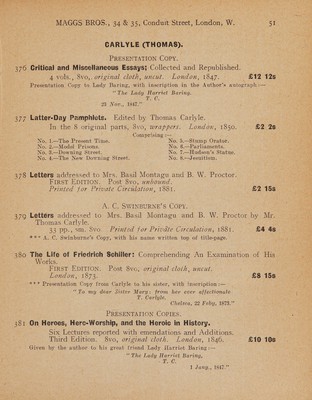 MAGGS BROS., 34 & 35, Conduit Street, London, W. 51
CARLYLE (THOMAS).
PRESENTATION COPY.
376 Critical and Miscellaneous Essays; Collected and Republished.
4 vols., 8vo, original cloth, uncut. London, 1847. £12 12s
Presentation Copy to Lady Baring, with inscription in the Author's autograph:—
"The Lady Harriet Baring.
T. C.
23 Nov., 1847."
377 Latter-Day Pamphlets. Edited by Thomas Carlyle.
In the 8 original parts, 8vo, wrappers. London, 1850. £2 2s
Comprising:—
No. 1.—The Present Time. No. 5.—Stump Orator.
No. 2.—Model Prisons. No. 6.—Parliaments.
No. 3.—Downing Street. No. 7.—Hudson's Statue.
No. 4.—The New Downing Street. No. 8.—Jesuitism.
378 Letters addressed to Mrs. Basil Montagu and B. W. Proctor.
FIRST EDITION. Post 8vo, unbound.
Printed for Private Circulation, 1881. £2 15s
A. C. SWINBURNE'S COPY.
379 Letters addressed to Mrs. Basil Montagu and B. W. Proctor by Mr.
Thomas Carlyle.
33 pp., sm. 8vo. Printed for Private Circulation, 1881. £4 4s
*** A. C. Swinburne's Copy, with his name written top of title-page.
380 The Life of Friedrich Schiller: Comprehending An Examination of His
Works.
FIRST EDITION. Post 8vo, original cloth, uncut.
London, 1873. £8 15s
*** Presentation Copy from Carlyle to his sister, with inscription:—
"To my dear Sister Mary: from her ever affectionate
T. Carlyle.
Chelsea, 22 Feby, 1873."
PRESENTATION COPIES.
381 On Heroes, Hero-Worship, and the Heroic in History.
Six Lectures reported with emendations and Additions.
Third Edition. 8vo, original cloth. London, 1846. £10 10s
Given by the author to his great friend Lady Harriet Baring:—
"The Lady Harriet Baring,
T. C.
1 Jany., 1847."